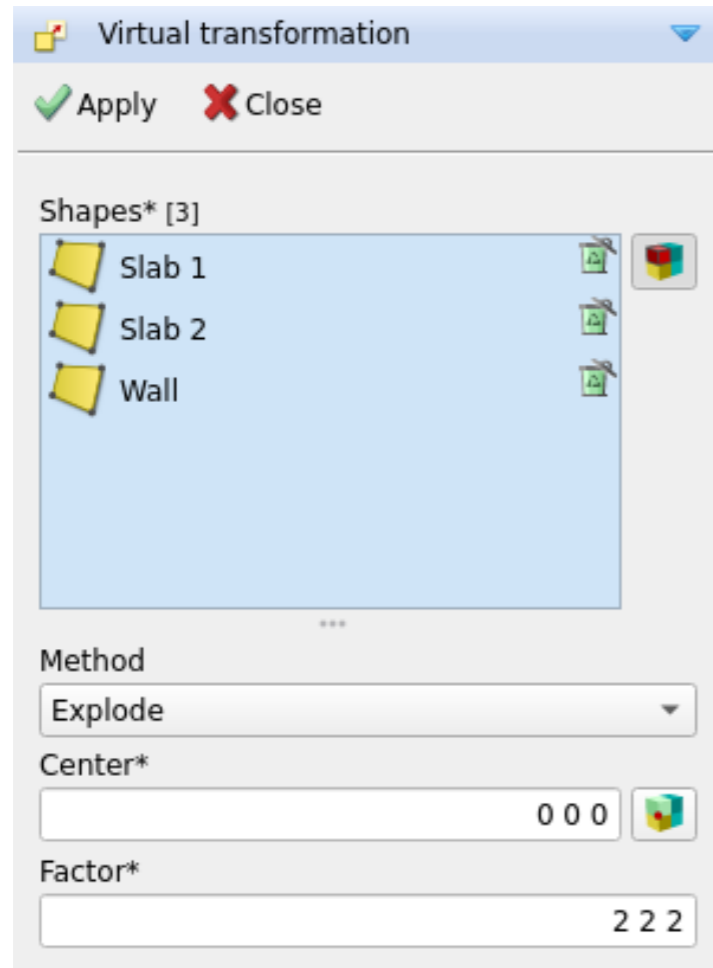 Virtual transformation
Apply Close
Shapes* [3]
Slab 1
Slab 2
Wall
Method
Explode
Center*
0 0 0
Factor*
2 2 2